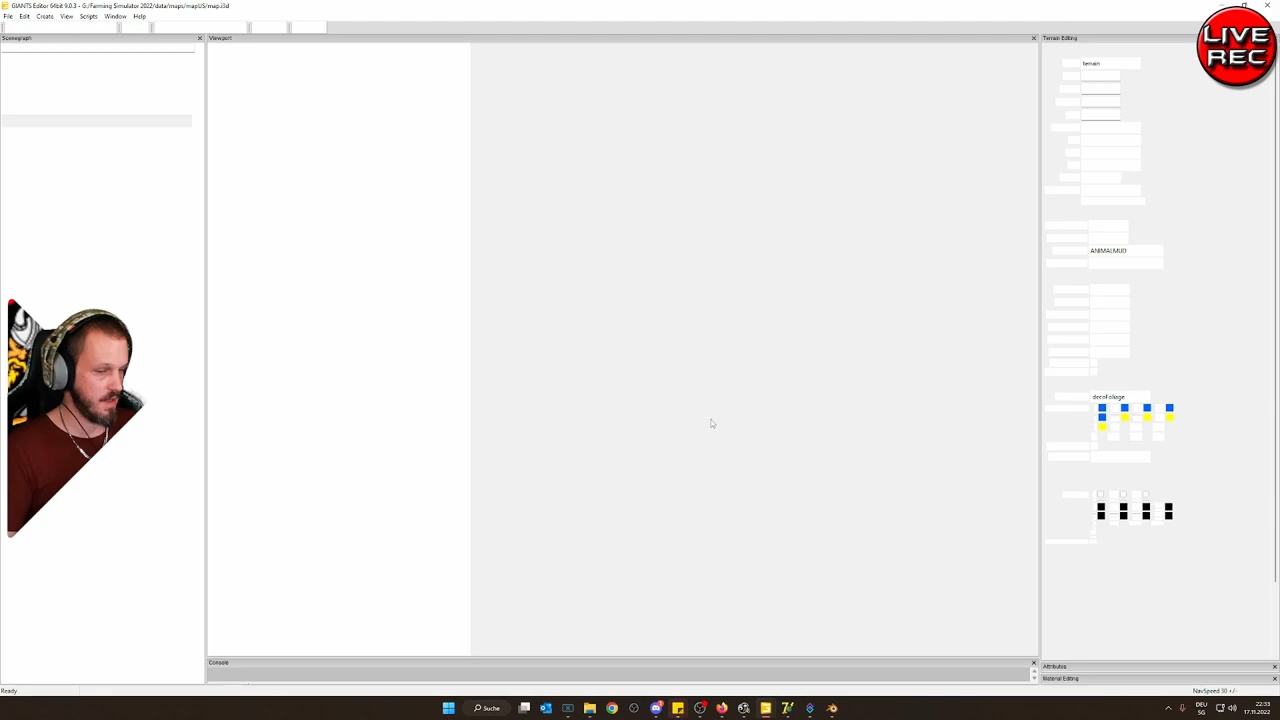 GIANTS Editor 64bit 9.0.3 - G:/Farming Simulator 2022/data/maps/mapUS/map.i3d
File Edit Create View Scripts Window Help
LIVE
REC
Scenegraph
Viewport
Terrain Editing
terrain
ANIMALMUD
decoFoliage
Console
Attributes
Material Editing
Ready
NavSpeed 30 +/-
Suche
DEU
SG
22:33
17.11.2022